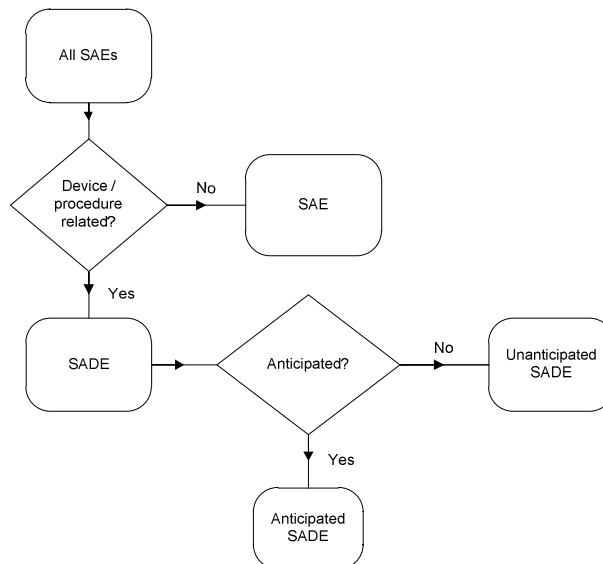 All SAEs
Device /
procedure
related?
No
SAE
Yes
SADE
Anticipated?
No
Unanticipated
SADE
Yes
Anticipated
SADE